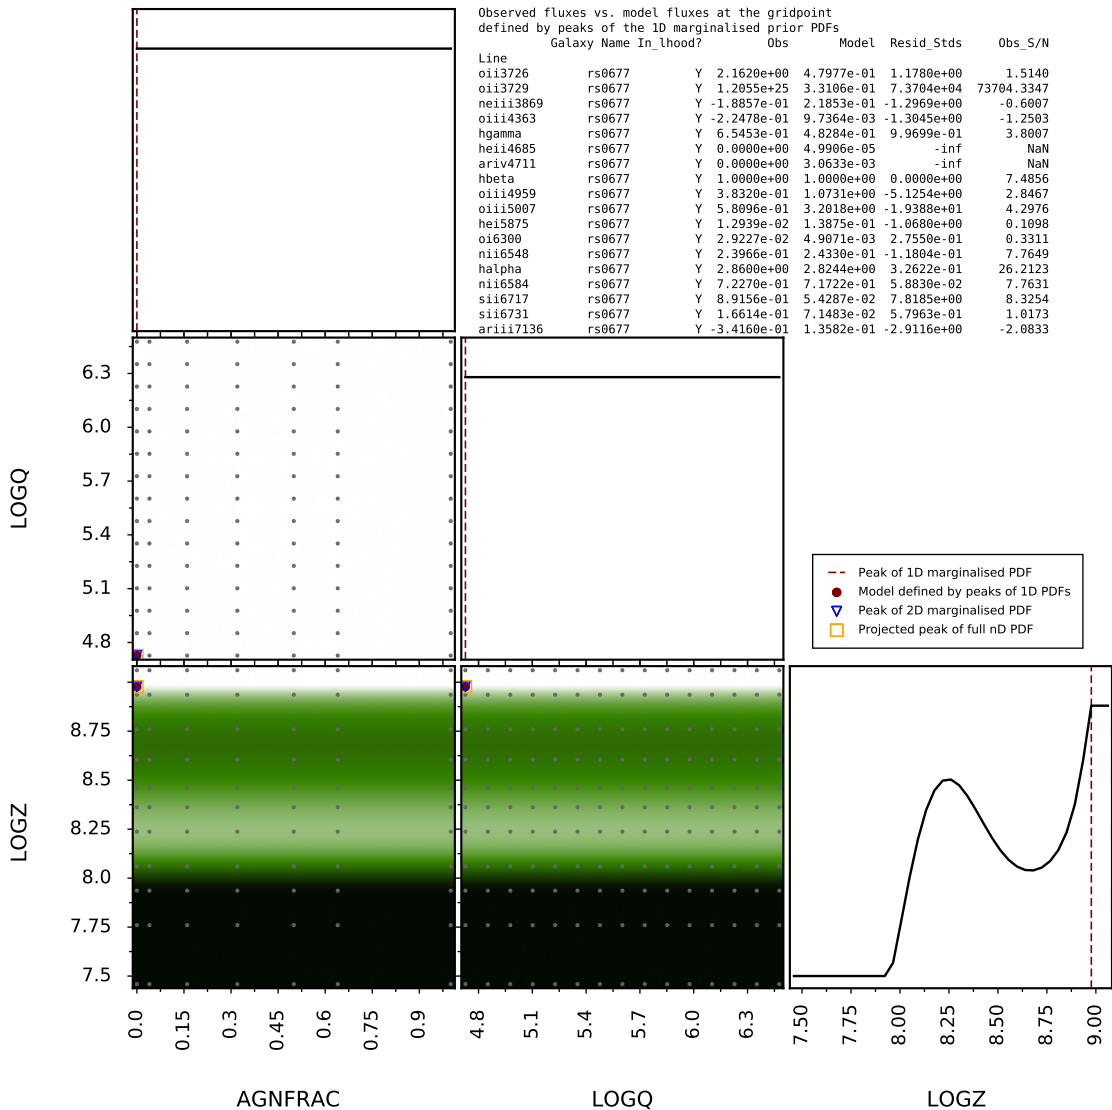 Observed fluxes vs. model fluxes at the gridpoint
defined by peaks of the 1D marginalised prior PDFs
Galaxy Name In_lhood? Obs Model Resid_Stds Obs_S/N
Line
oii3726 rs0677 Y 2.1620e+00 4.7977e-01 1.1780e+00 1.5140
oii3729 rs0677 Y 1.2055e+25 3.3106e-01 7.3704e+04 73704.3347
neiii3869 rs0677 Y -1.8857e-01 2.1853e-01 -1.2969e+00 -0.6007
oiii4363 rs0677 Y -2.2478e-01 9.7364e-03 -1.3045e+00 -1.2503
hgamma rs0677 Y 6.5453e-01 4.8284e-01 9.9699e-01 3.8007
heii4685 rs0677 Y 0.0000e+00 4.9906e-05 -inf NaN
ariv4711 rs0677 Y 0.0000e+00 3.0633e-03 -inf NaN
hbeta rs0677 Y 1.0000e+00 1.0000e+00 0.0000e+00 7.4856
oiii4959 rs0677 Y 3.8320e-01 1.0731e+00 -5.1254e+00 2.8467
oiii5007 rs0677 Y 5.8096e-01 3.2018e+00 -1.9388e+01 4.2976
hei5875 rs0677 Y 1.2939e-02 1.3875e-01 -1.0680e+00 0.1098
oi6300 rs0677 Y 2.9227e-02 4.9071e-03 2.7550e-01 0.3311
nii6548 rs0677 Y 2.3966e-01 2.4330e-01 -1.1804e-01 7.7649
halpha rs0677 Y 2.8600e+00 2.8244e+00 3.2622e-01 26.2123
nii6584 rs0677 Y 7.2270e-01 7.1722e-01 5.8830e-02 7.7631
sii6717 rs0677 Y 8.9156e-01 5.4287e-02 7.8185e+00 8.3254
sii6731 rs0677 Y 1.6614e-01 7.1483e-02 5.7963e-01 1.0173
ariii7136 rs0677 Y -3.4160e-01 1.3582e-01 -2.9116e+00 -2.0833
6.3
6.0
5.7
5.4
5.1
4.8
LOGQ
Peak of 1D marginalised PDF
Model defined by peaks of 1D PDFs
Peak of 2D marginalised PDF
Projected peak of full nD PDF
8.75
8.5
8.25
8.0
7.75
7.5
LOGZ
0.0 0.15 0.3 0.45 0.6 0.75 0.9
4.8 5.1 5.4 5.7 6.0 6.3
7.50 7.75 8.00 8.25 8.50 8.75 9.00
AGNFRAC LOGQ LOGZ